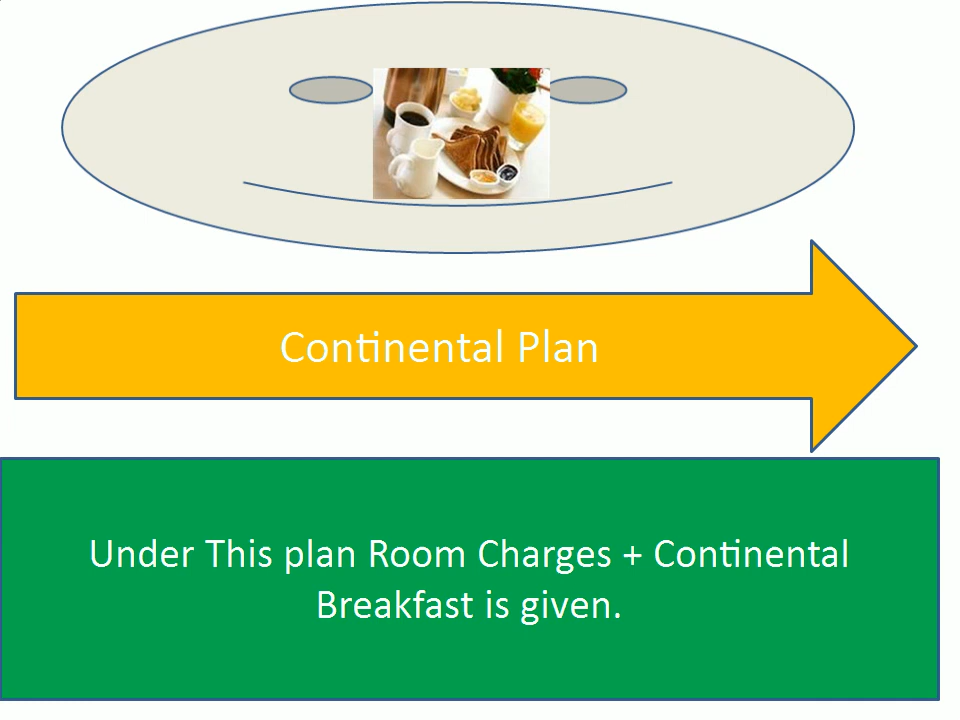 Continental Plan
Under This plan Room Charges + Continental
Breakfast is given.